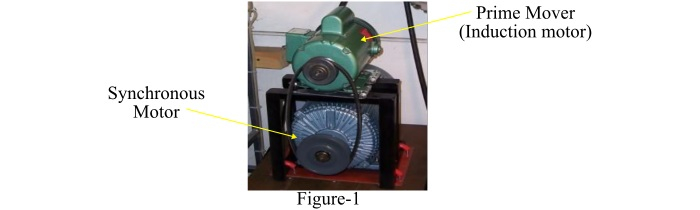 Prime Mover
(Induction motor)
Synchronous
Motor
Figure-1